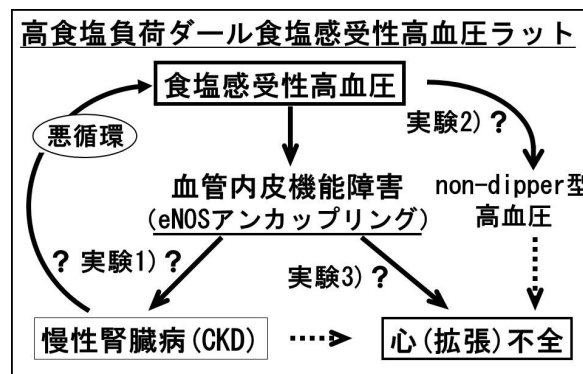 高食塩負荷ダール食塩感受性高血圧ラット
食塩感受性高血圧
悪循環
実験2)?
血管内皮機能障害
(eNOSアンカップリング)
non-dipper型
高血圧
? 実験1)?
実験3)?
慢性腎臓病(CKD)
心(拡張)不全